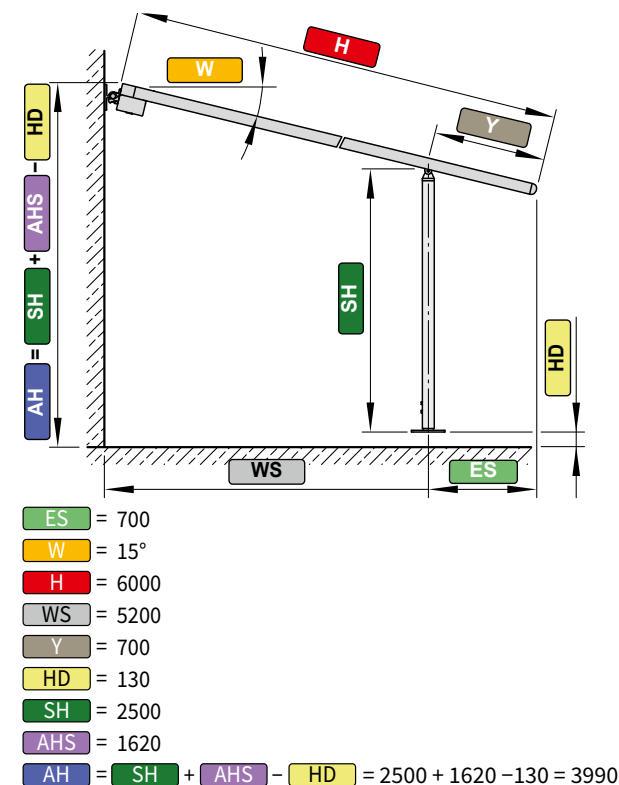 H
W
Y
AH = SH + AHS – HD
SH
HD
WS
ES
ES = 700
W = 15°
H = 6000
WS = 5200
Y = 700
HD = 130
SH = 2500
AHS = 1620
AH = SH + AHS – HD = 2500 + 1620 –130 = 3990